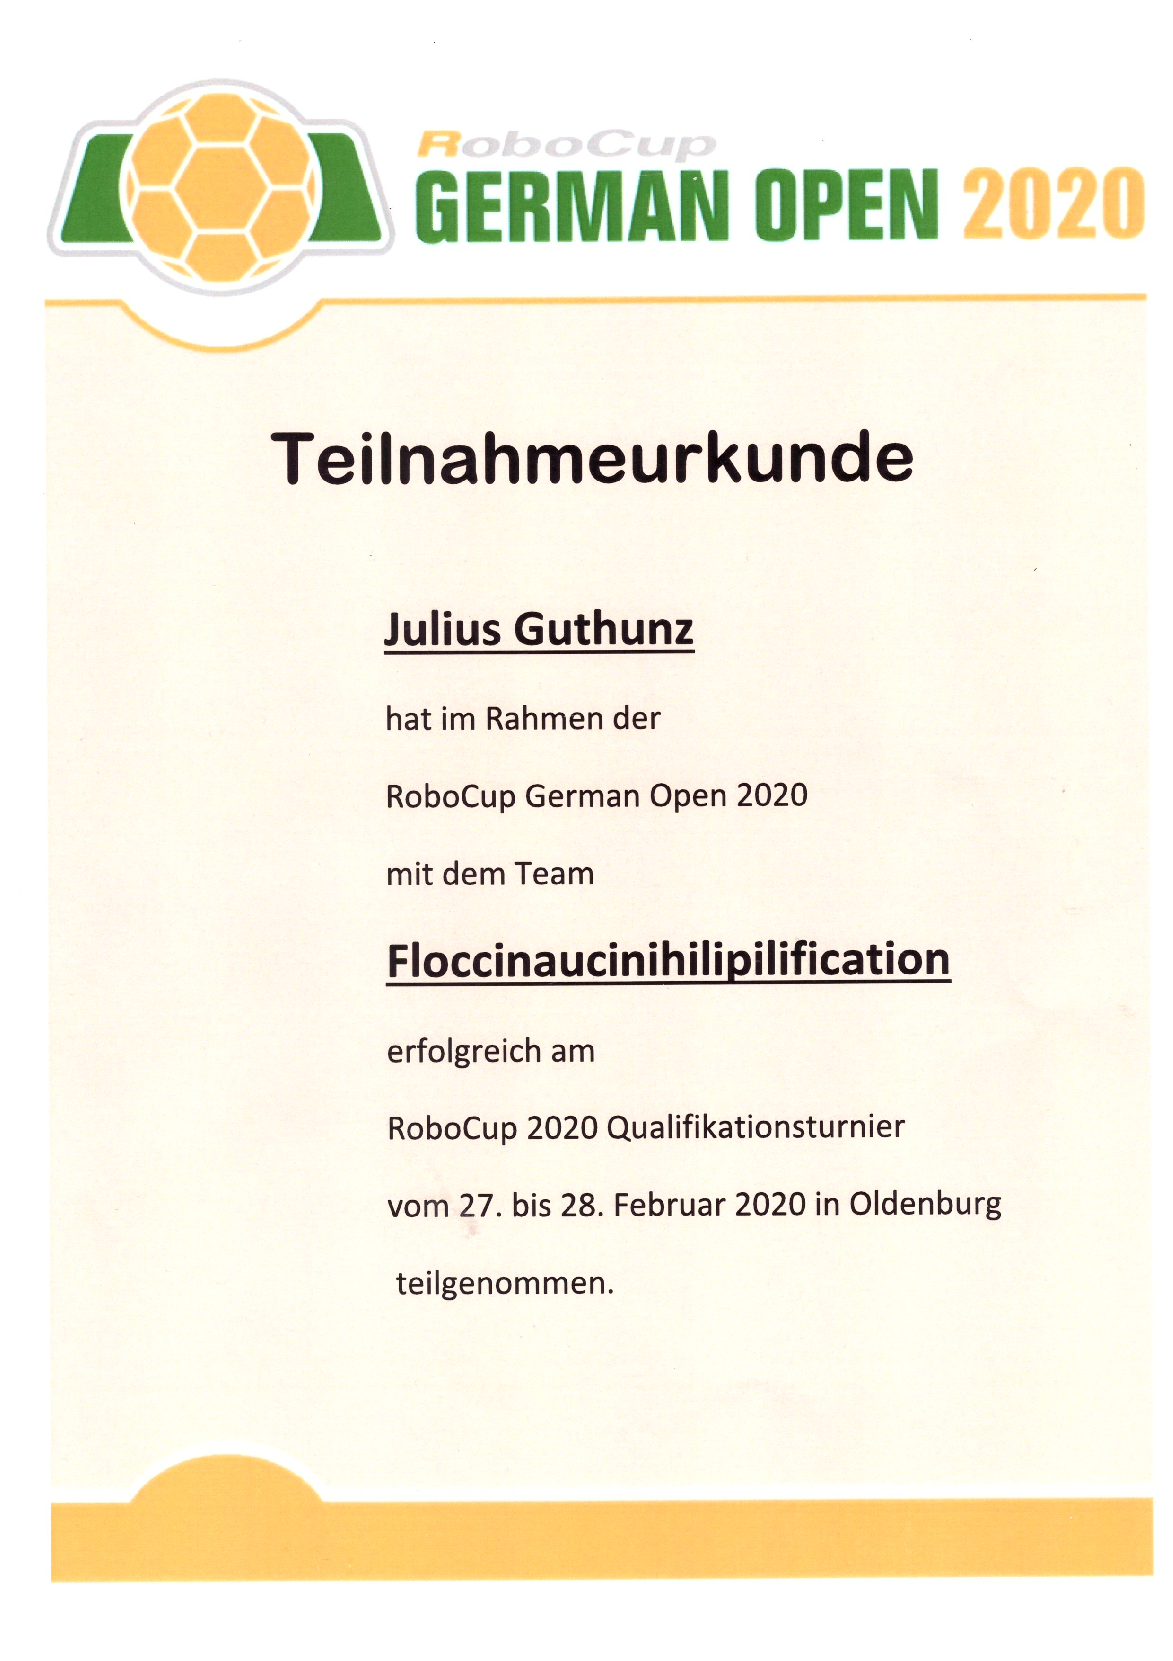 RoboCup
GERMAN OPEN 2020
Teilnahmeurkunde
Julius Guthunz
hat im Rahmen der
RoboCup German Open 2020
mit dem Team
Floccinaucinihilipilification
erfolgreich am
RoboCup 2020 Qualifikationsturnier
vom 27. bis 28. Februar 2020 in Oldenburg
teilgenommen.